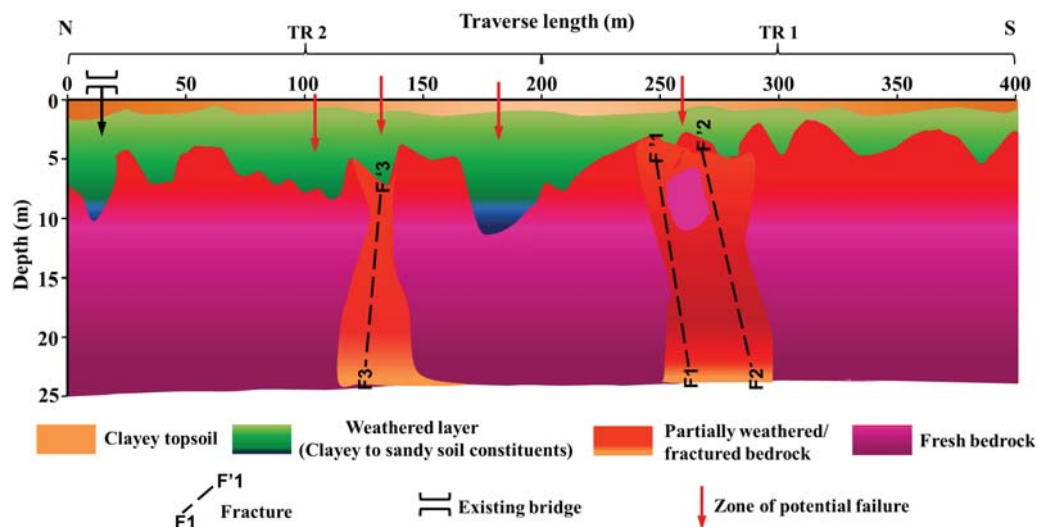 N Traverse length (m) S
TR 2 TR 1
0 50 100 150 200 250 300 350 400
0
5
10
15
20
25
Depth (m)
F'1
F'2
F'3
F3
F1
F2
Clayey topsoil
Weathered layer
(Clayey to sandy soil constituents)
Partially weathered/
fractured bedrock
Fresh bedrock
F'1
F1
Fracture
Existing bridge
Zone of potential failure